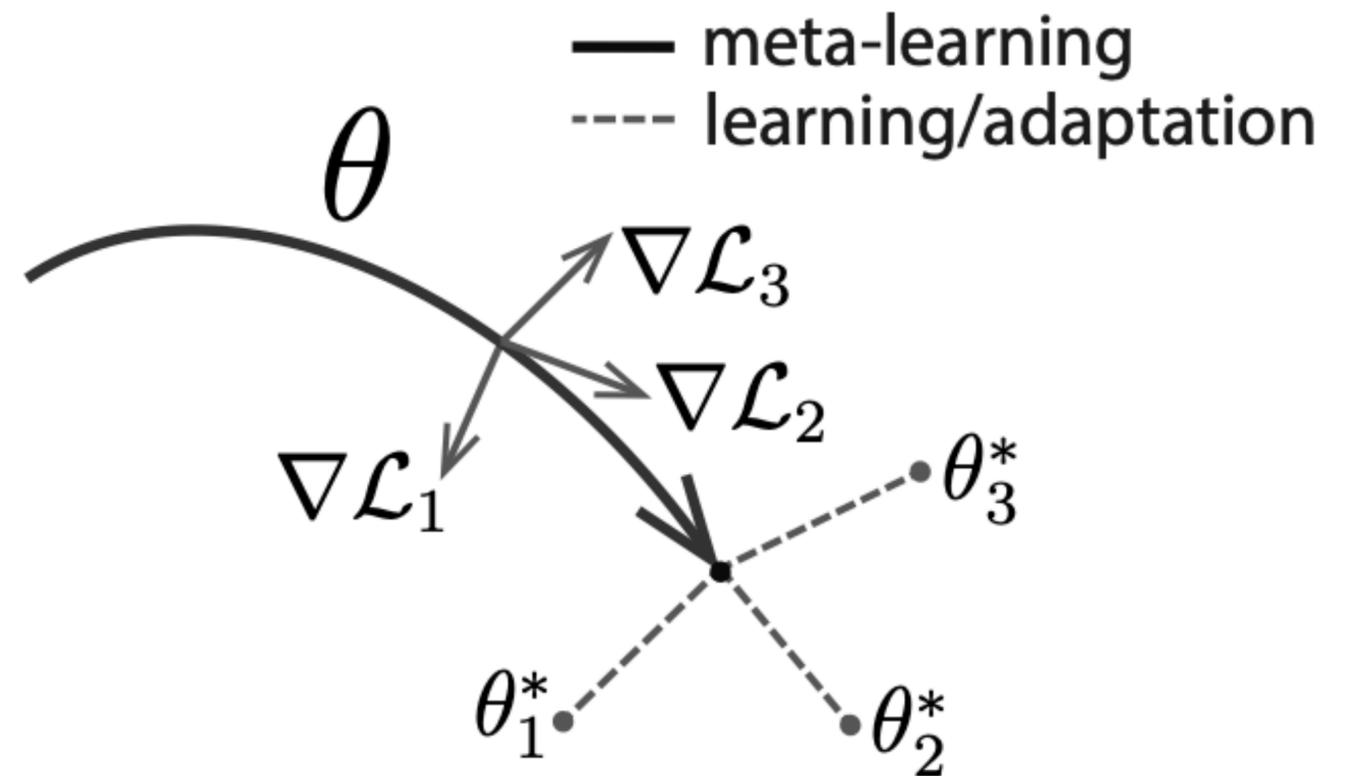 meta-learning
learning/adaptation
θ
∇ℒ₃
∇ℒ₂
∇ℒ₁
θ₃*
θ₁*
θ₂*